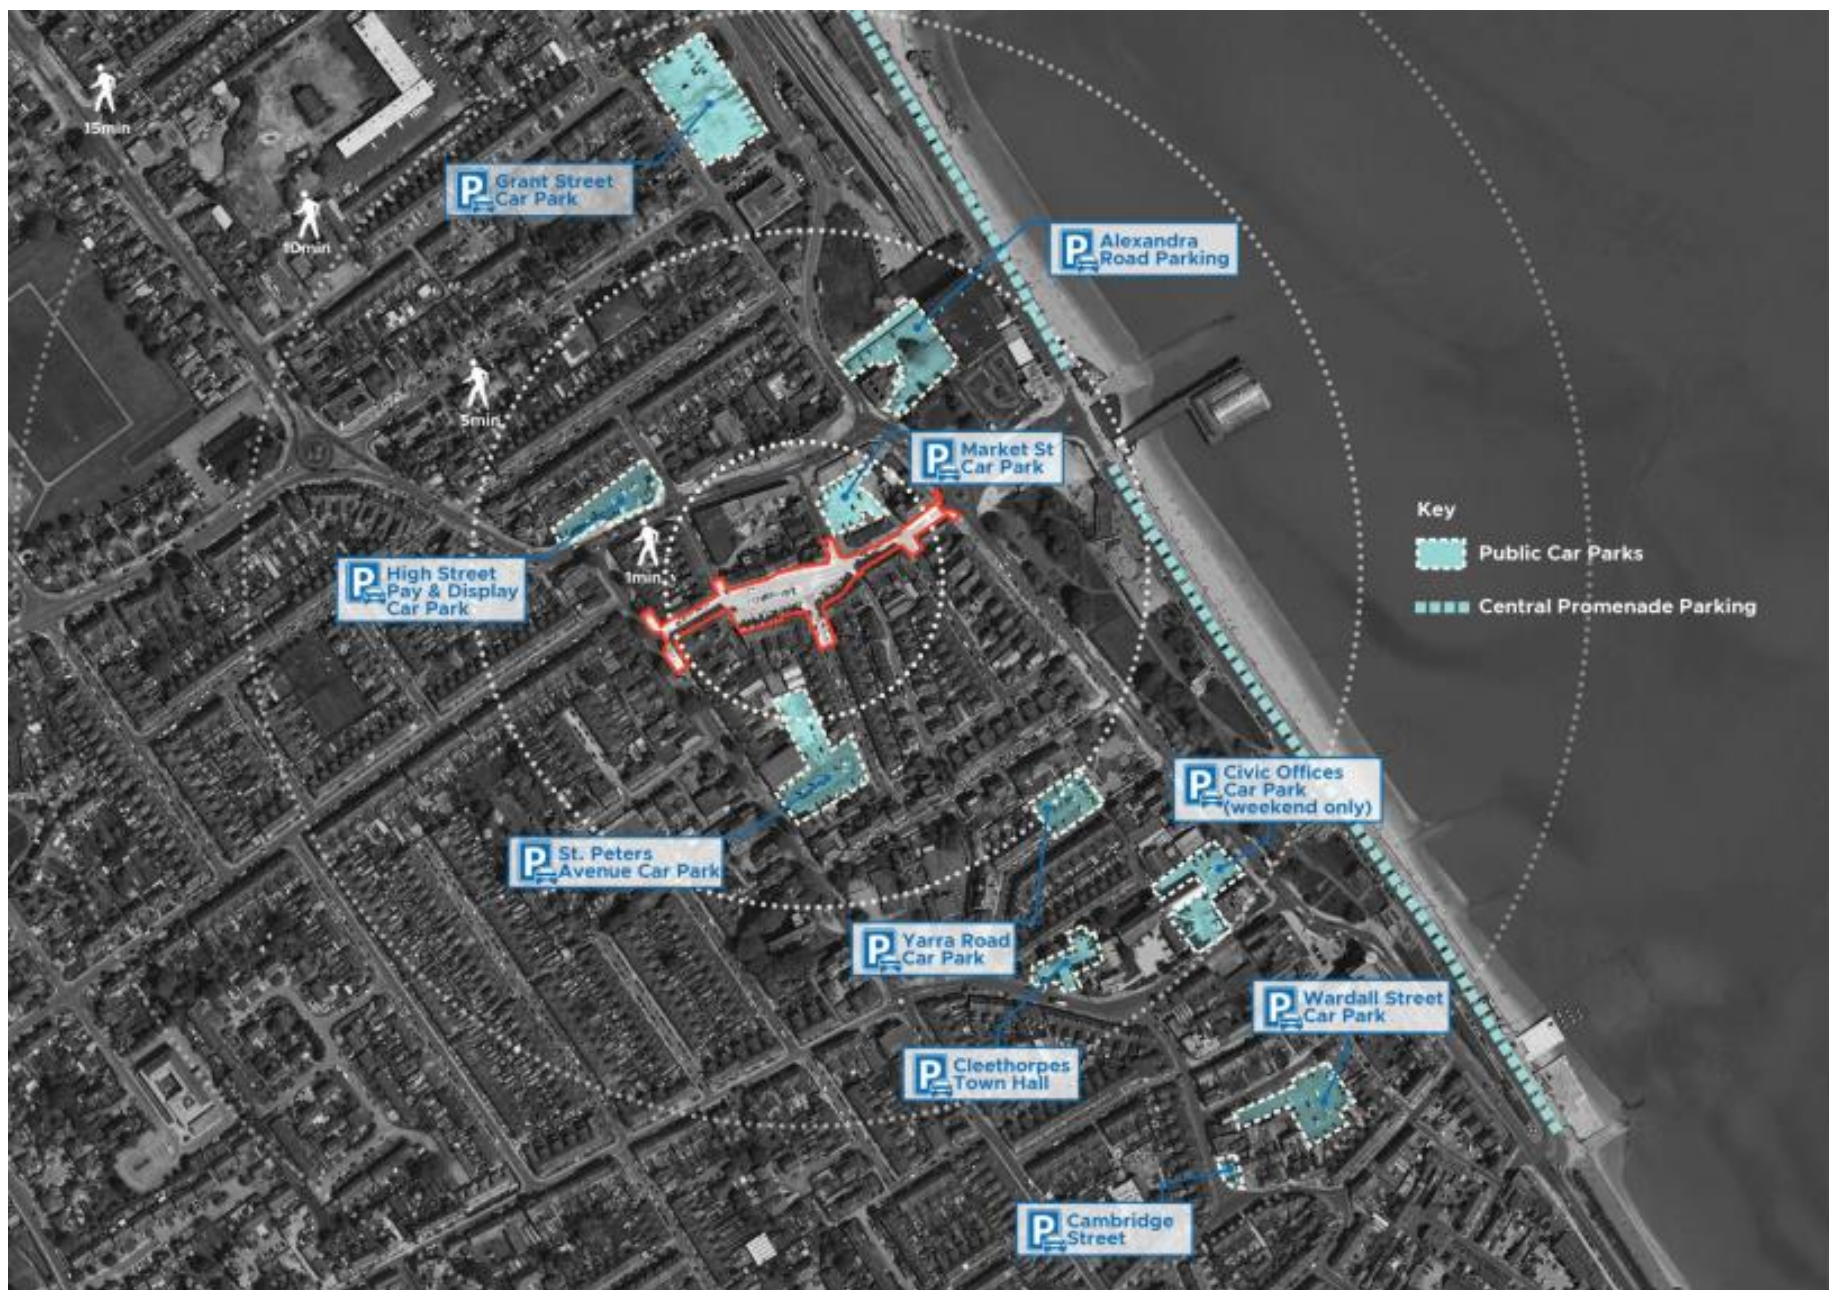 15min
10min
5min
1min
P
Grant Street
Car Park
P
Alexandra
Road Parking
P
Market St
Car Park
P
High Street
Pay & Display
Car Park
Key
Public Car Parks
Central Promenade Parking
P
St. Peters
Avenue Car Park
P
Civic Offices
Car Park
(weekend only)
P
Yarra Road
Car Park
P
Wardall Street
Car Park
P
Cleethorpes
Town Hall
P
Cambridge
Street